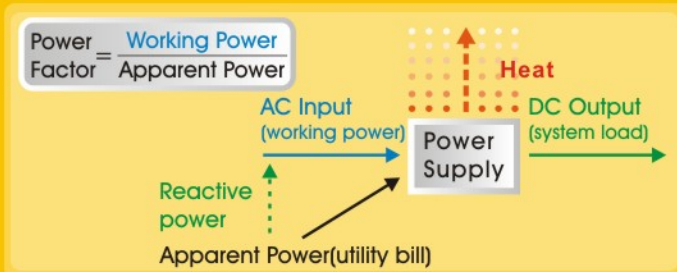 Power
Factor
=
Working Power
Apparent Power
Heat
AC Input
(working power)
Power
Supply
DC Output
(system load)
Reactive
power
Apparent Power(utility bill)